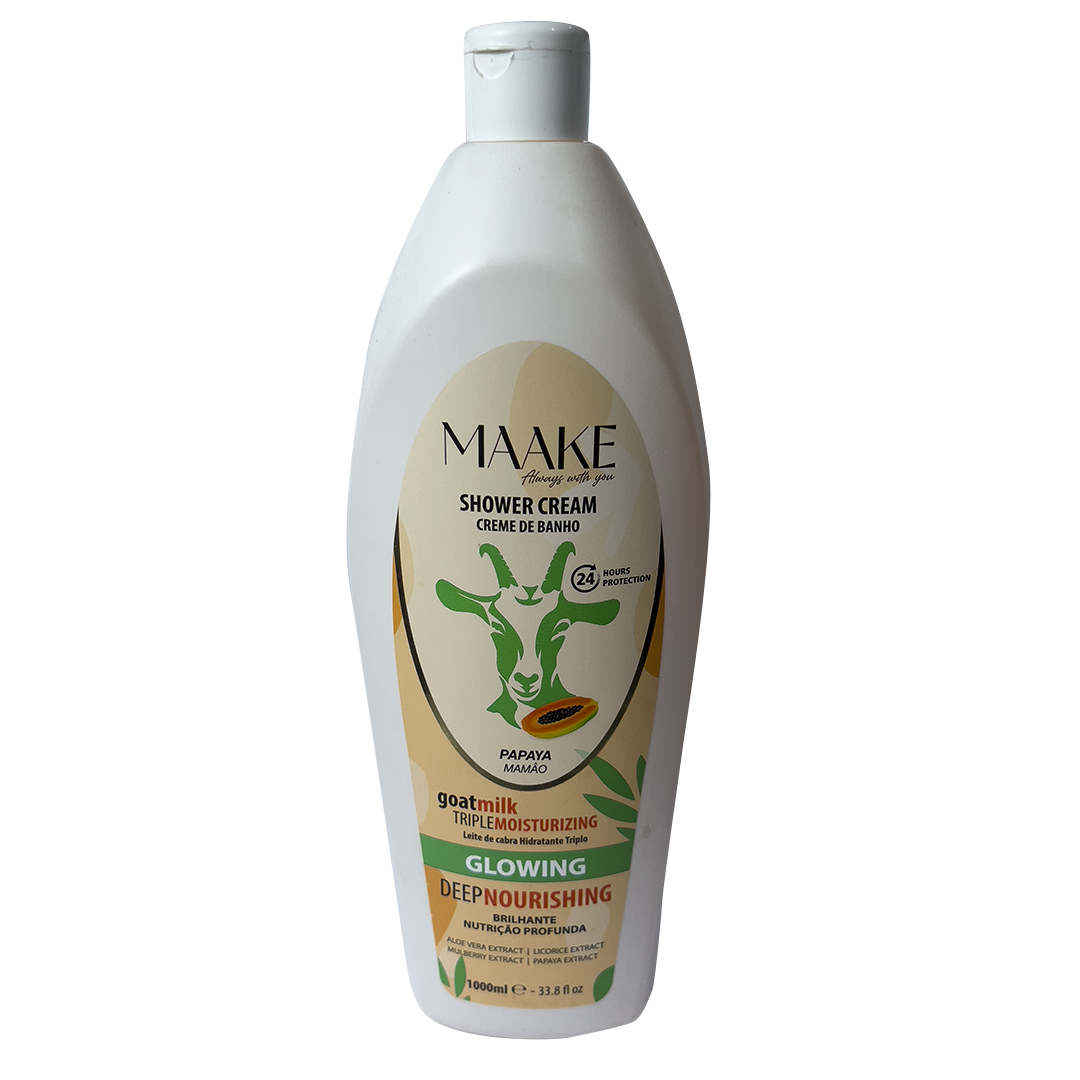 MAAKE
Always with you
SHOWER CREAM
CREME DE BANHO
24 HOURS
PROTECTION
PAPAYA
MAMÂO
goatmilk
TRIPLEMOISTURIZING
Leite de cabra Hidratante Triplo
GLOWING
DEEPNOURISHING
BRILHANTE
NUTRIÇÃO PROFUNDA
ALOE VERA EXTRACT | LICORICE EXTRACT
MULBERRY EXTRACT | PAPAYA EXTRACT
1000ml ℮ - 33.8 fl oz